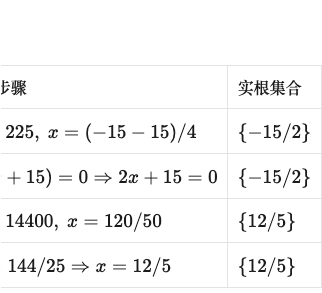 步骤 实根集合
225, x = (−15 − 15)/4 {−15/2}
+ 15) = 0 ⇒ 2x + 15 = 0 {−15/2}
14400, x = 120/50 {12/5}
144/25 ⇒ x = 12/5 {12/5}